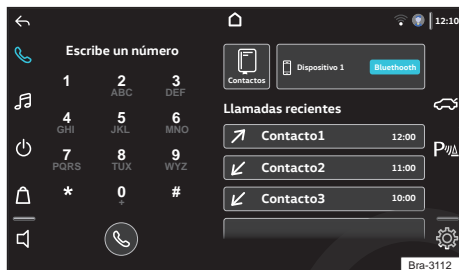 12:10
Escribe un número
1
2
ABC
3
DEF
4
GHI
5
JKL
6
MNO
7
PQRS
8
TUX
9
WYZ
*
0
+
#
Contactos
Dispositivo 1
Bluethooth
Llamadas recientes
Contacto1 12:00
Contacto2 11:00
Contacto3 10:00
P
Bra-3112